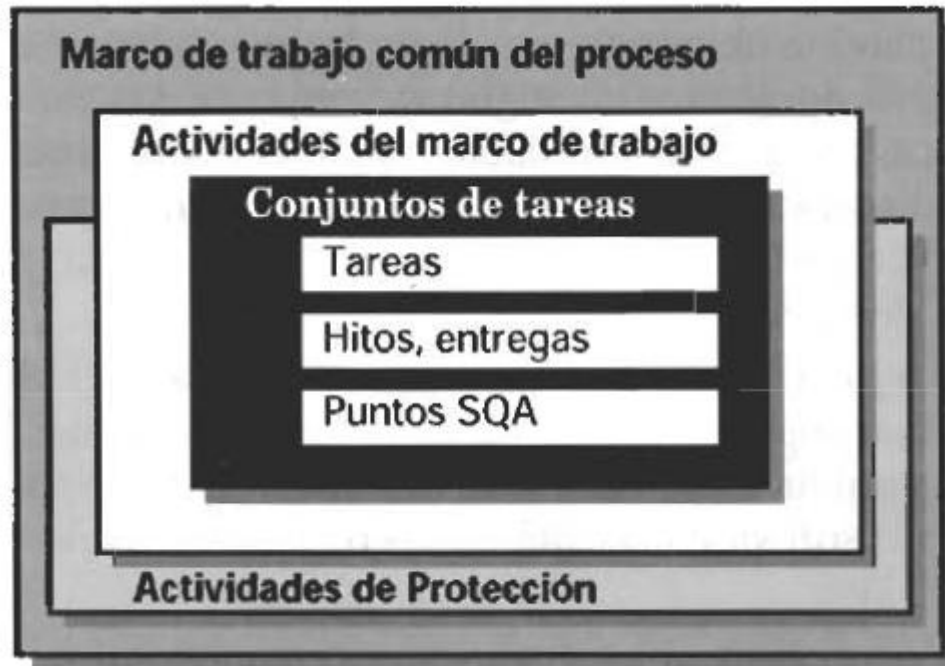 Marco de trabajo común del proceso
Actividades del marco de trabajo
Conjuntos de tareas
Tareas
Hitos, entregas
Puntos SQA
Actividades de Protección